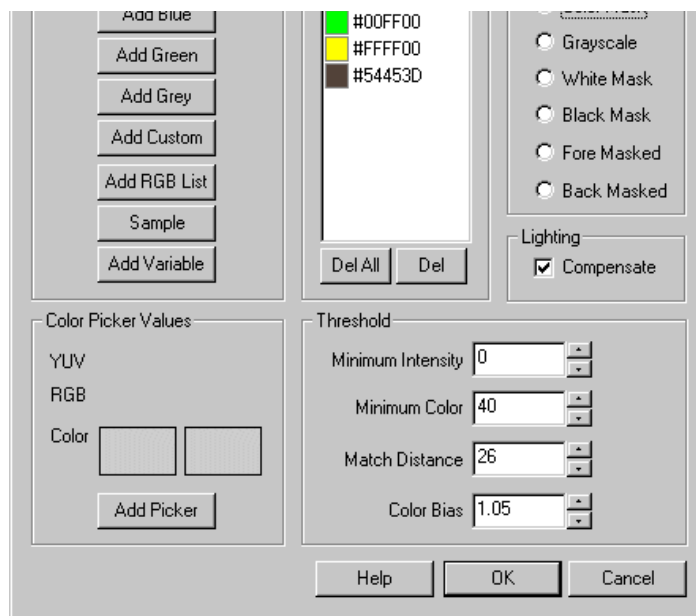 Add Blue
Add Green
Add Grey
Add Custom
Add RGB List
Sample
Add Variable
#00FF00
#FFFF00
#54453D
Del All
Del
Grayscale
White Mask
Black Mask
Fore Masked
Back Masked
Lighting
Compensate
Color Picker Values
YUV
RGB
Color
Add Picker
Threshold
Minimum Intensity 0
Minimum Color 40
Match Distance 26
Color Bias 1.05
Help
OK
Cancel